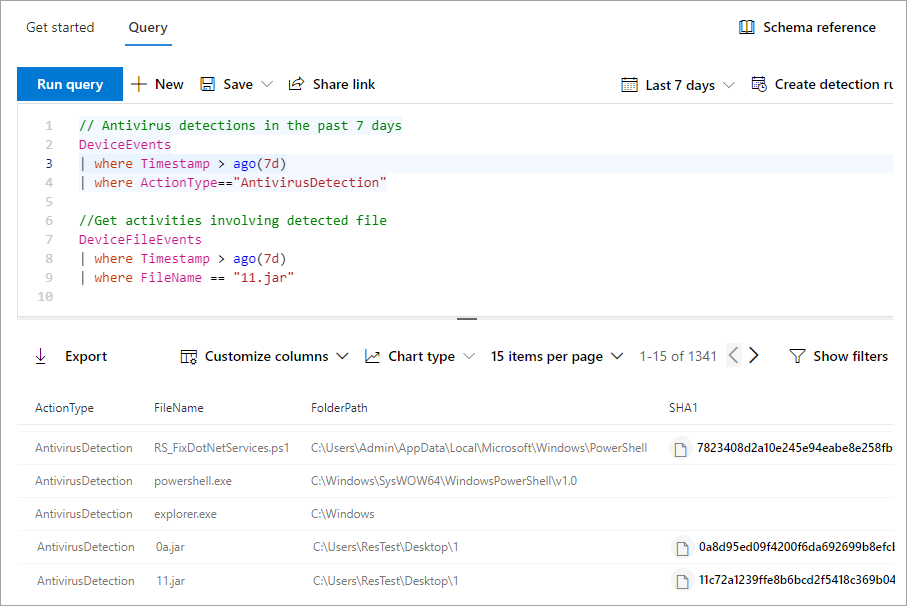 Get started Query Schema reference
Run query New Save Share link Last 7 days Create detection ru
1 // Antivirus detections in the past 7 days
2 DeviceEvents
3 | where Timestamp > ago(7d)
4 | where ActionType=="AntivirusDetection"
5
6 //Get activities involving detected file
7 DeviceFileEvents
8 | where Timestamp > ago(7d)
9 | where FileName == "11.jar"
10
Export Customize columns Chart type 15 items per page 1-15 of 1341 Show filters
ActionType FileName FolderPath SHA1
AntivirusDetection RS_FixDotNetServices.ps1 C:\Users\Admin\AppData\Local\Microsoft\Windows\PowerShell 7823408d2a10e245e94eabe8e258fb
AntivirusDetection powershell.exe C:\Windows\SysWOW64\WindowsPowerShell\v1.0
AntivirusDetection explorer.exe C:\Windows
AntivirusDetection 0a.jar C:\Users\ResTest\Desktop\1 0a8d95ed09f4200f6da692699b8efcb
AntivirusDetection 11.jar C:\Users\ResTest\Desktop\1 11c72a1239ffe8b6bcd2f5418c369b04